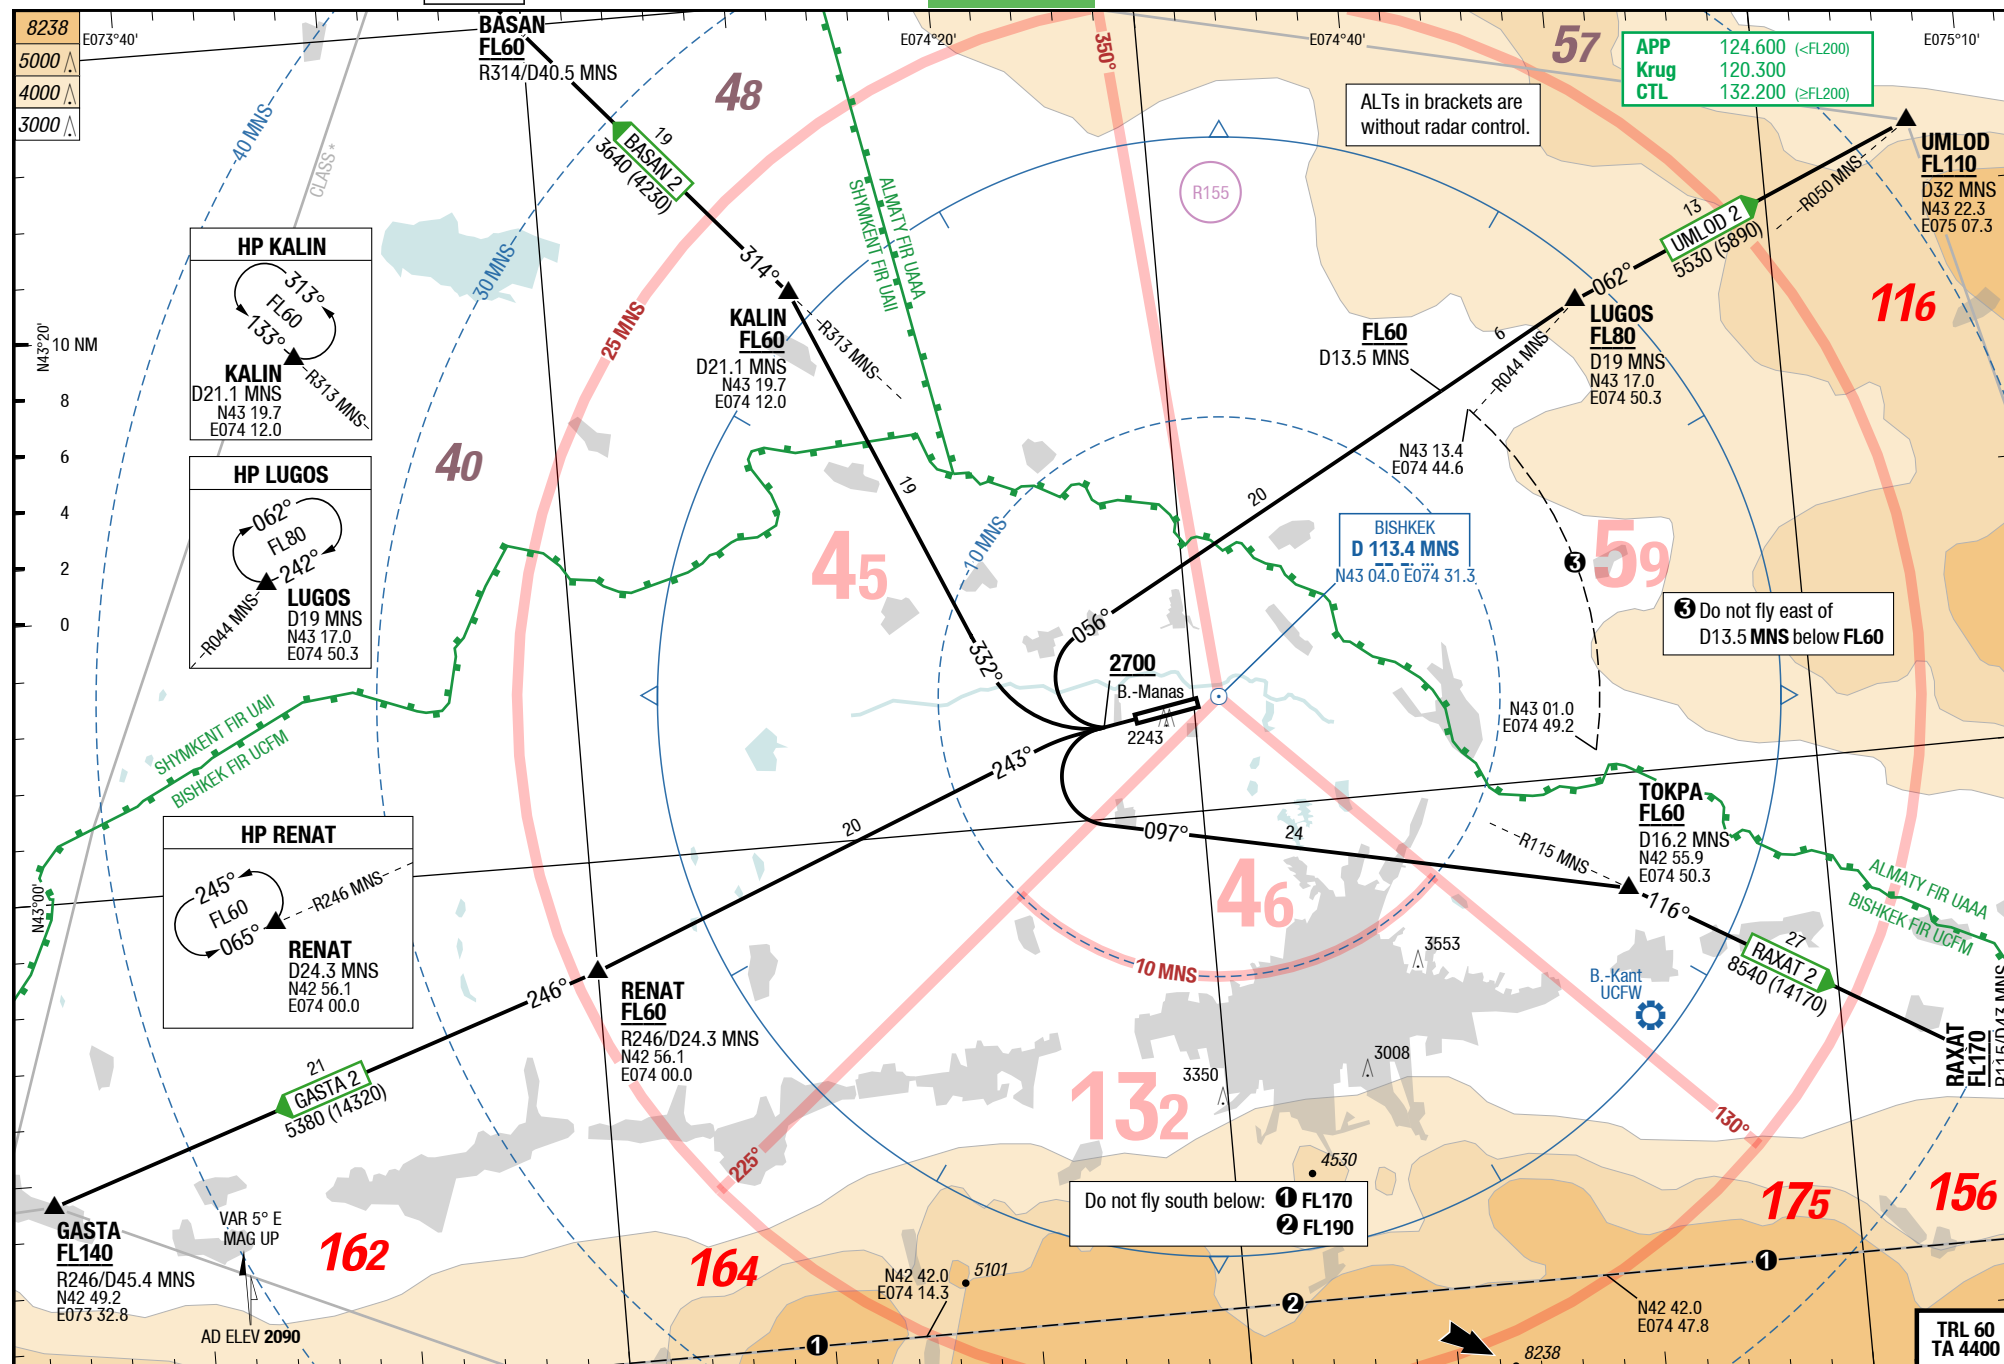 8238
5000
4000
3000
E073°40'
BASAN
FL60
R314/D40.5 MNS
E074°20'
350°
E074°40'
57
APP 124.600 (<FL200)
Krug 120.300
CTL 132.200 (≥FL200)
E075°10'
ALTs in brackets are
without radar control.
40 MNS
CLASS *
48
19
BASAN 2
3640 (4230)
ALMATY FIR UAAA
SHYMKENT FIR UAII
R155
UMLOD
FL110
D32 MNS
N43 22.3
E075 07.3
R050 MNS
13
UMLOD 2
5530 (5890)
062°
116
HP KALIN
313°
FL60
133°
KALIN
D21.1 MNS
N43 19.7
E074 12.0
R313 MNS
30 MNS
25 MNS
314°
KALIN
FL60
D21.1 MNS
N43 19.7
E074 12.0
R313 MNS
FL60
D13.5 MNS
6
LUGOS
FL80
D19 MNS
N43 17.0
E074 50.3
R044 MNS
N43°20'
10 NM
8
6
4
2
0
HP LUGOS
062°
FL80
242°
LUGOS
D19 MNS
N43 17.0
E074 50.3
R044 MNS
40
19
45
20
10 MNS
N43 13.4
E074 44.6
BISHKEK
D 113.4 MNS
N43 04.0 E074 31.3
59
3
3 Do not fly east of
D13.5 MNS below FL60
056°
332°
2700
B.-Manas
2243
N43 01.0
E074 49.2
SHYMKENT FIR UAII
BISHKEK FIR UCFM
243°
20
097°
24
R115 MNS
TOKPA
FL60
D16.2 MNS
N42 55.9
E074 50.3
116°
ALMATY FIR UAAA
BISHKEK FIR UCFM
HP RENAT
245°
FL60
065°
R246 MNS
RENAT
D24.3 MNS
N42 56.1
E074 00.0
N43°00'
46
10 MNS
3553
B.-Kant
UCFW
27
RAXAT 2
8540 (14170)
RAXAT
FL170
R115/D43 MNS
246°
RENAT
FL60
R246/D24.3 MNS
N42 56.1
E074 00.0
21
GASTA 2
5380 (14320)
3008
3350
132
225°
130°
4530
Do not fly south below: 1 FL170
2 FL190
175
156
GASTA
FL140
R246/D45.4 MNS
N42 49.2
E073 32.8
VAR 5° E
MAG UP
162
164
AD ELEV 2090
N42 42.0
E074 14.3
5101
1
2
1
N42 42.0
E074 47.8
8238
TRL 60
TA 4400